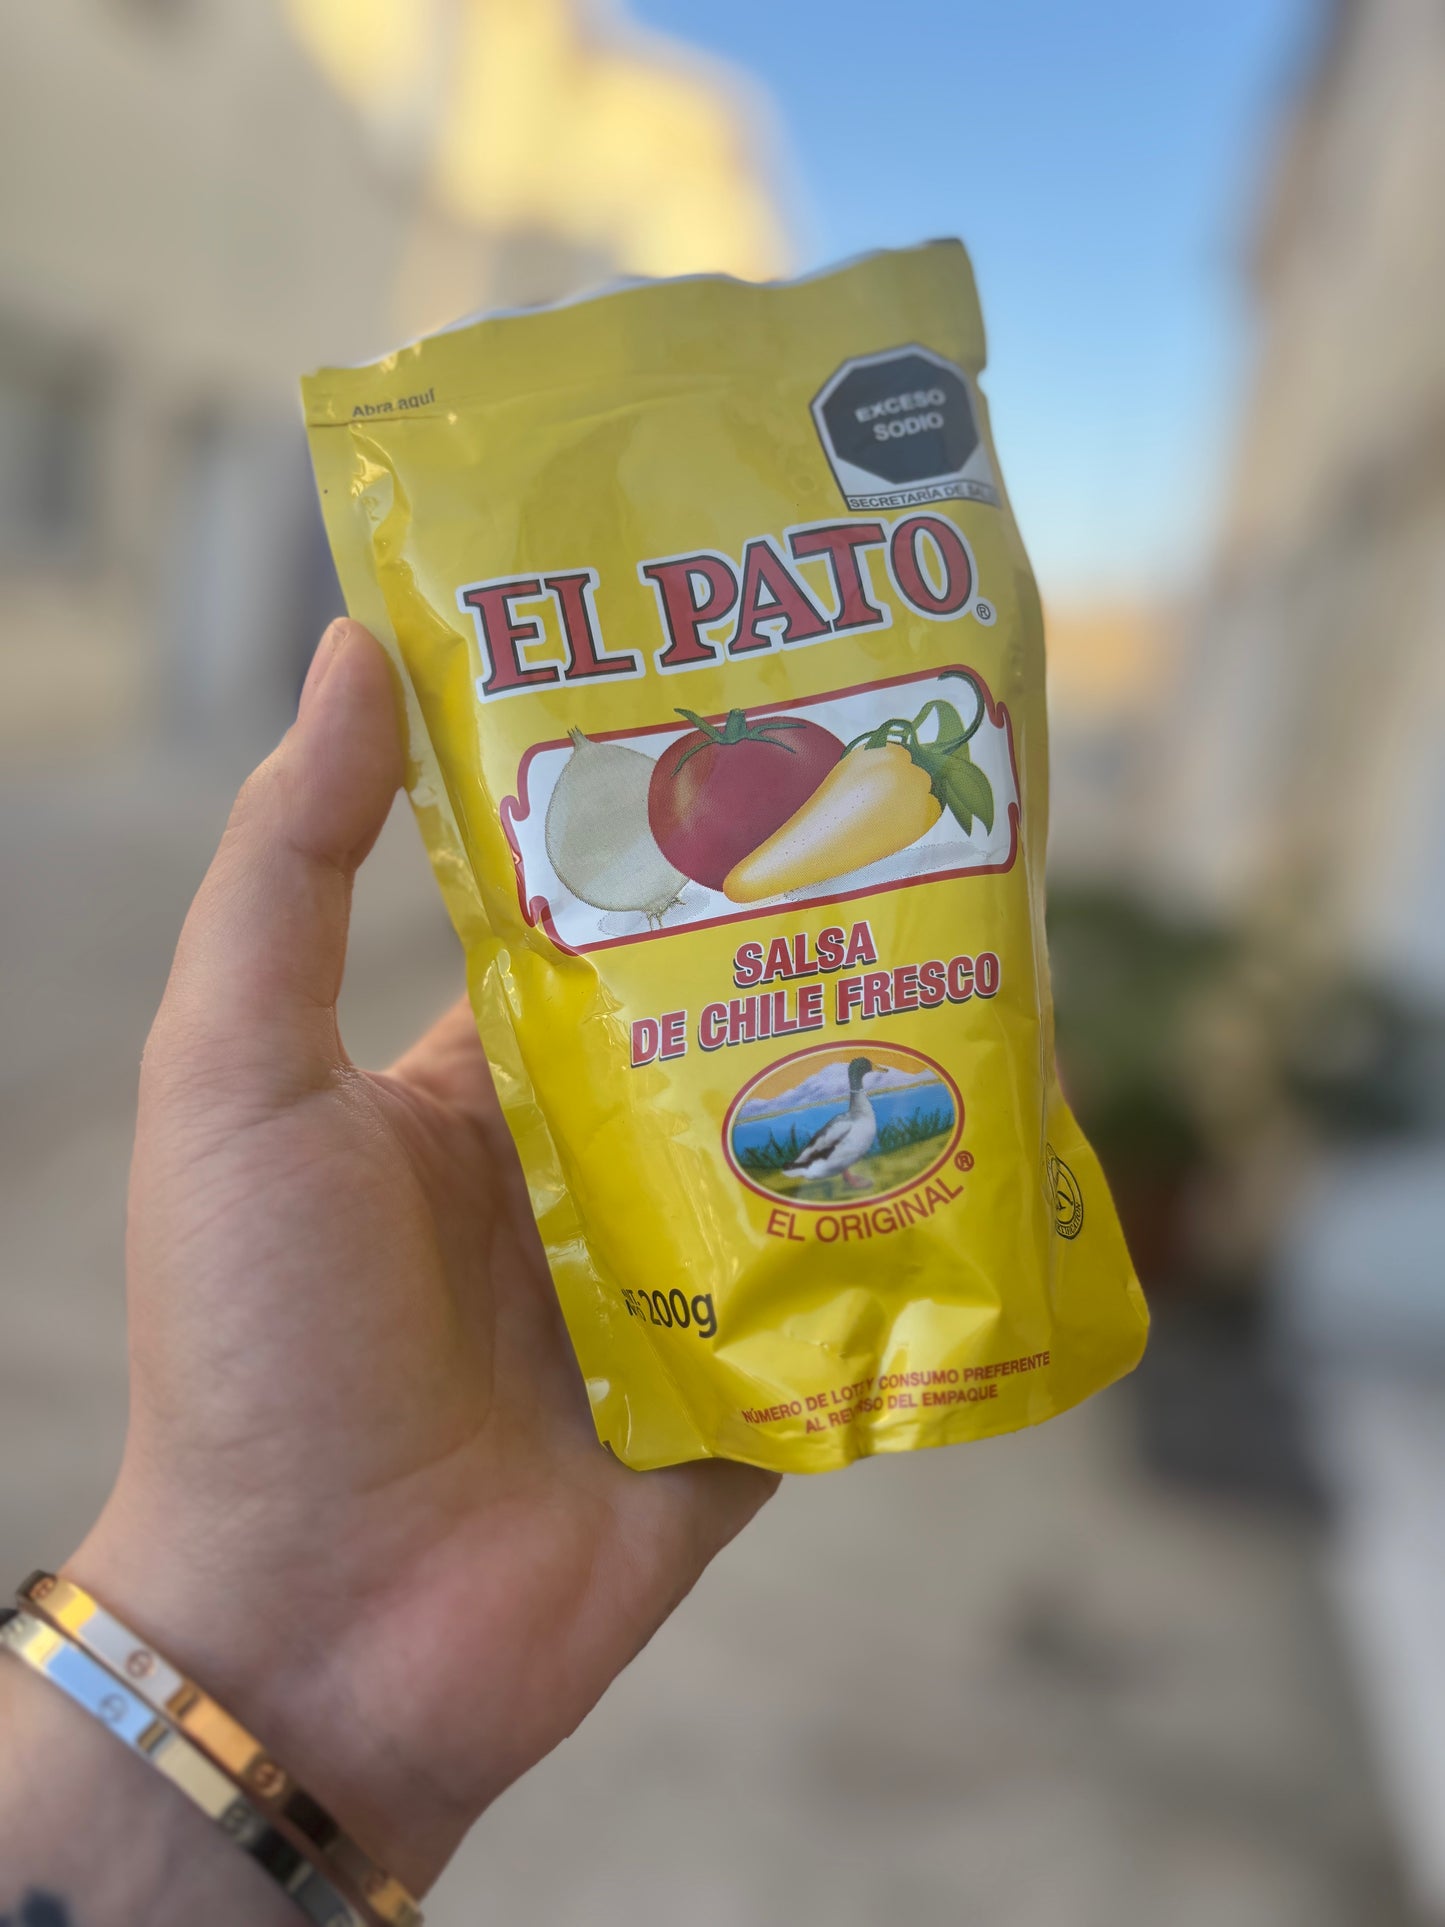 Abra aquí
EXCESO
SODIO
SECRETARÍA DE
EL PATO®
SALSA
DE CHILE FRESCO
EL ORIGINAL®
200g
NÚMERO DE LOTE Y CONSUMO PREFERENTE
AL REVERSO DEL EMPAQUE